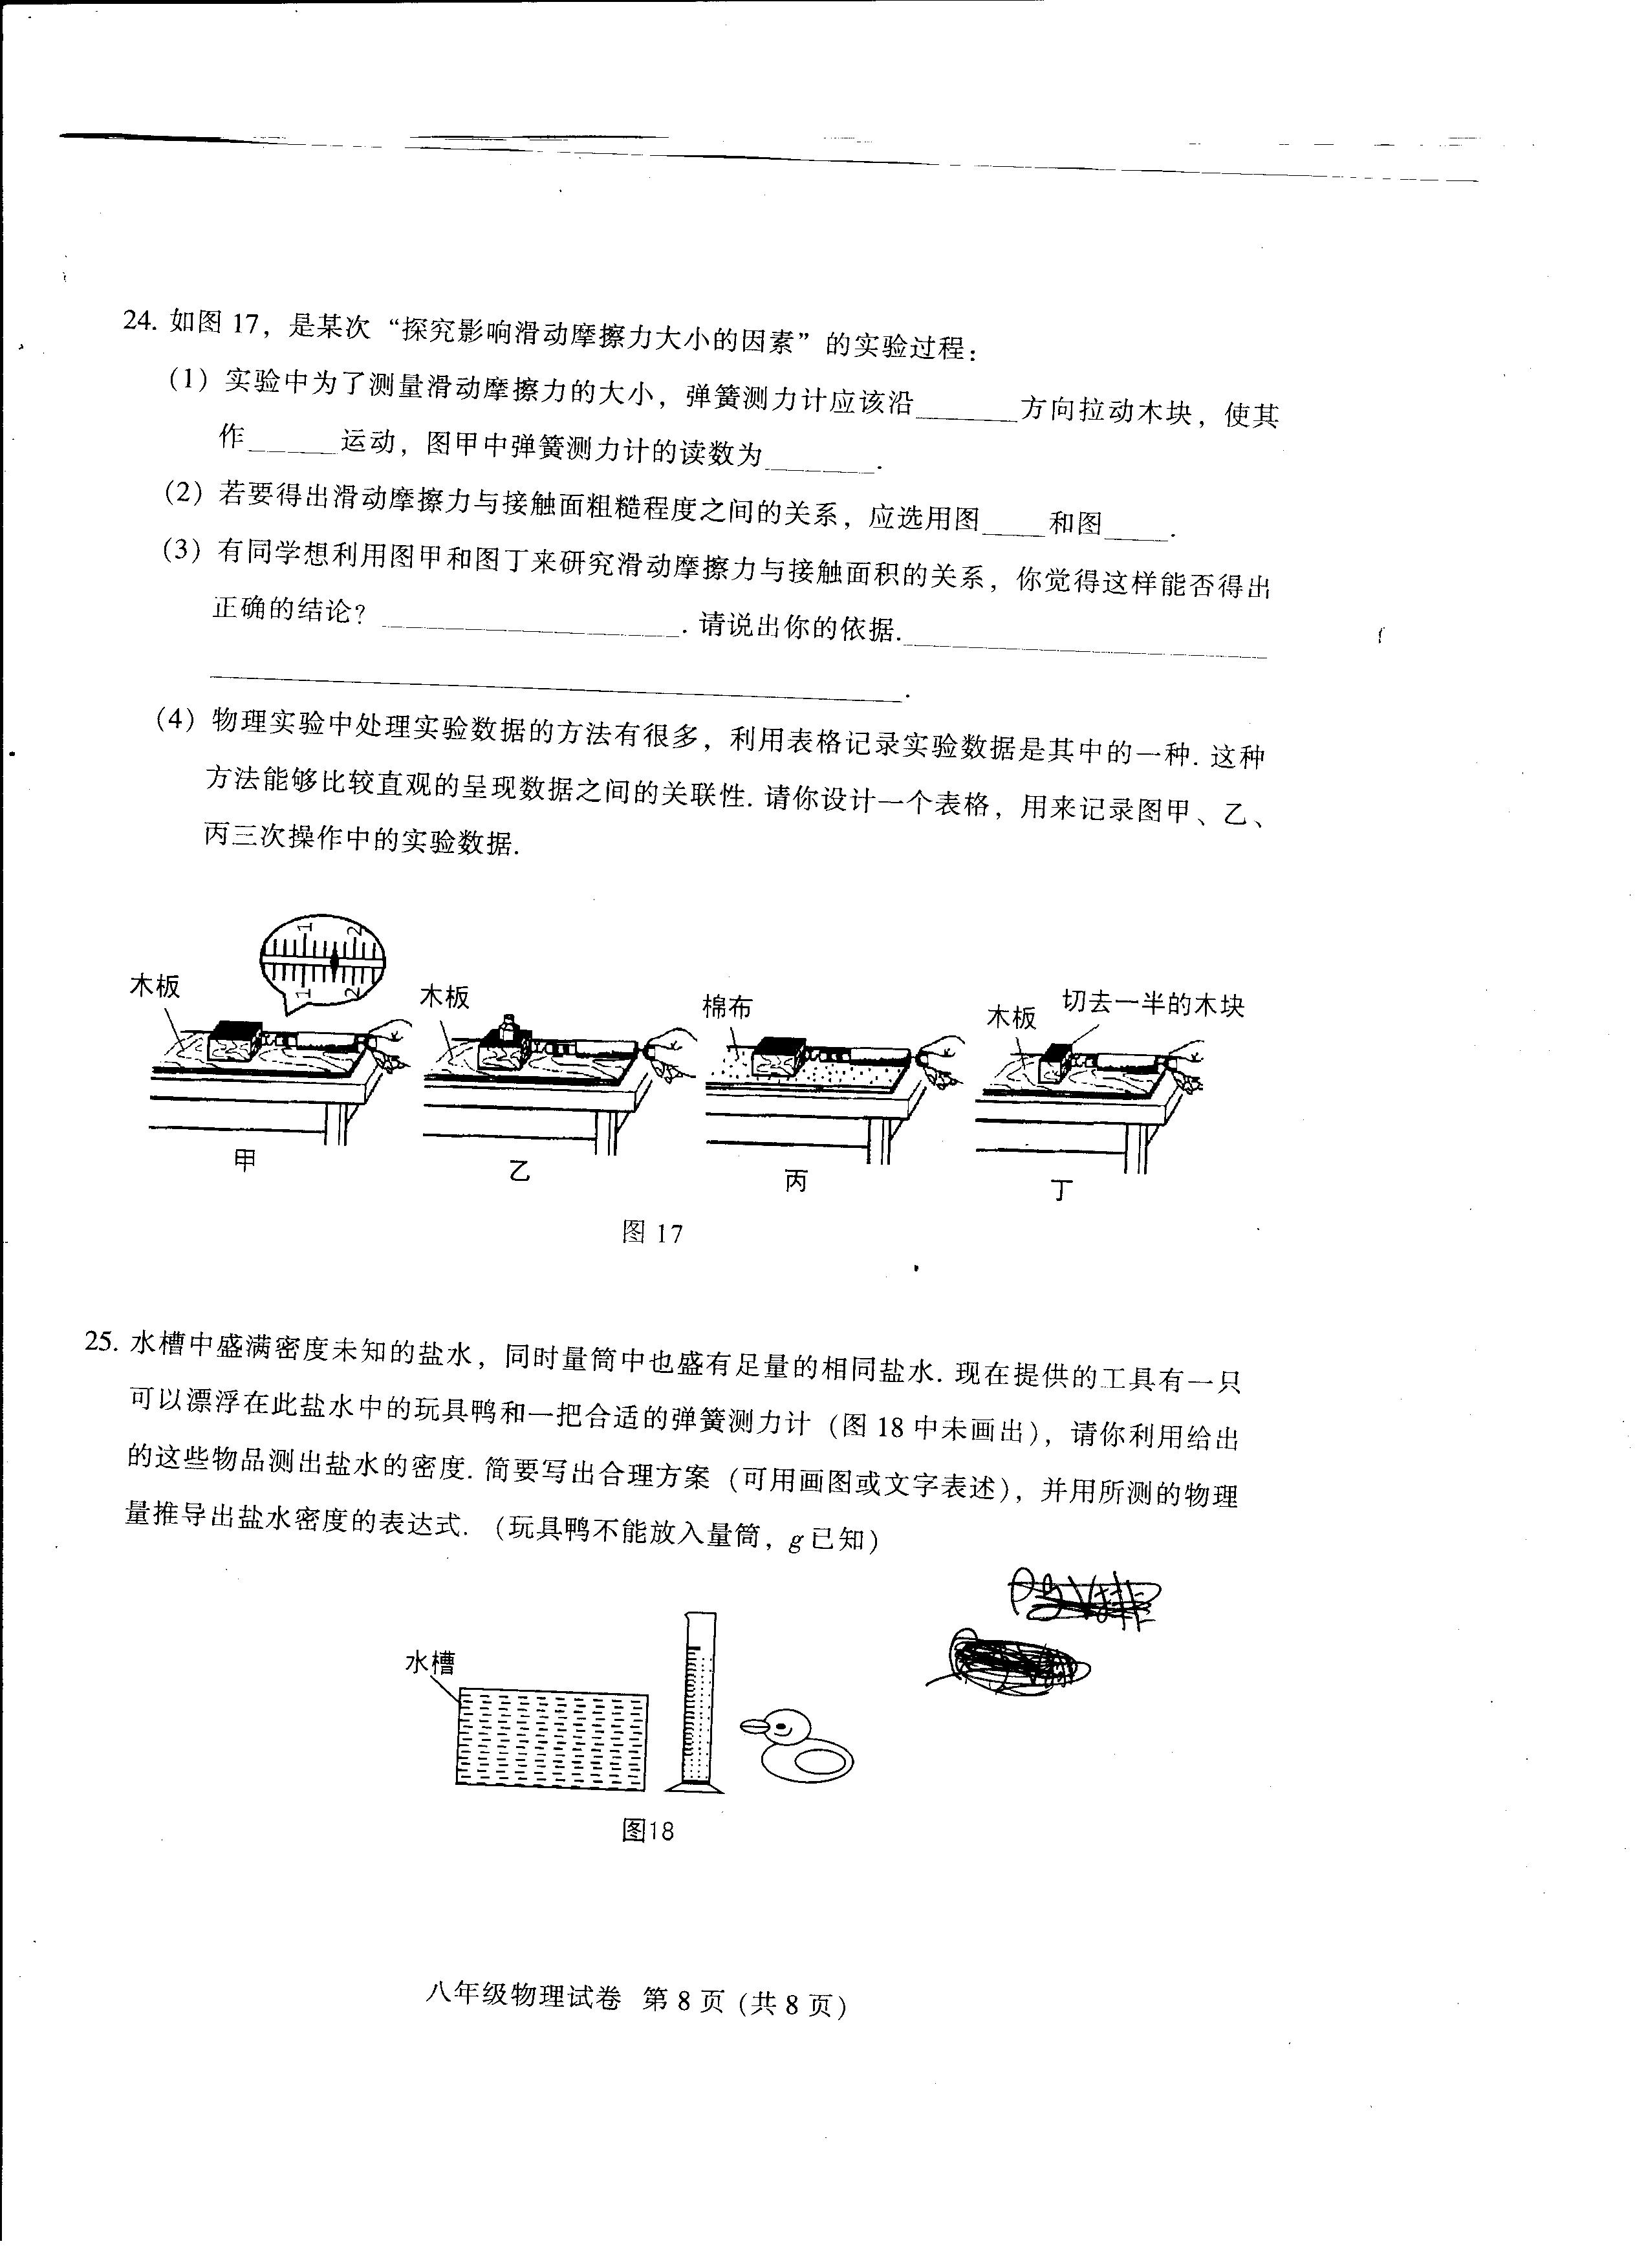 24. 如图 17，是某次“探究影响滑动摩擦力大小的因素”的实验过程：
(1) 实验中为了测量滑动摩擦力的大小，弹簧测力计应该沿______方向拉动木块，使其
作______运动，图甲中弹簧测力计的读数为______.
(2) 若要得出滑动摩擦力与接触面粗糙程度之间的关系，应选用图____和图____.
(3) 有同学想利用图甲和图丁来研究滑动摩擦力与接触面积的关系，你觉得这样能否得出
正确的结论？__________________. 请说出你的依据.______________________
__________________________________________.
(4) 物理实验中处理实验数据的方法有很多，利用表格记录实验数据是其中的一种. 这种
方法能够比较直观的呈现数据之间的关联性. 请你设计一个表格，用来记录图甲、乙、
丙三次操作中的实验数据.
1 2
1 2
木板
木板
棉布
木板
切去一半的木块
甲
乙
丙
丁
图 17
25. 水槽中盛满密度未知的盐水，同时量筒中也盛有足量的相同盐水. 现在提供的工具有一只
可以漂浮在此盐水中的玩具鸭和一把合适的弹簧测力计（图 18 中未画出），请你利用给出
的这些物品测出盐水的密度. 简要写出合理方案（可用画图或文字表述），并用所测的物理
量推导出盐水密度的表达式.（玩具鸭不能放入量筒，g 已知）
水槽
图18
八年级物理试卷 第 8 页 (共 8 页)